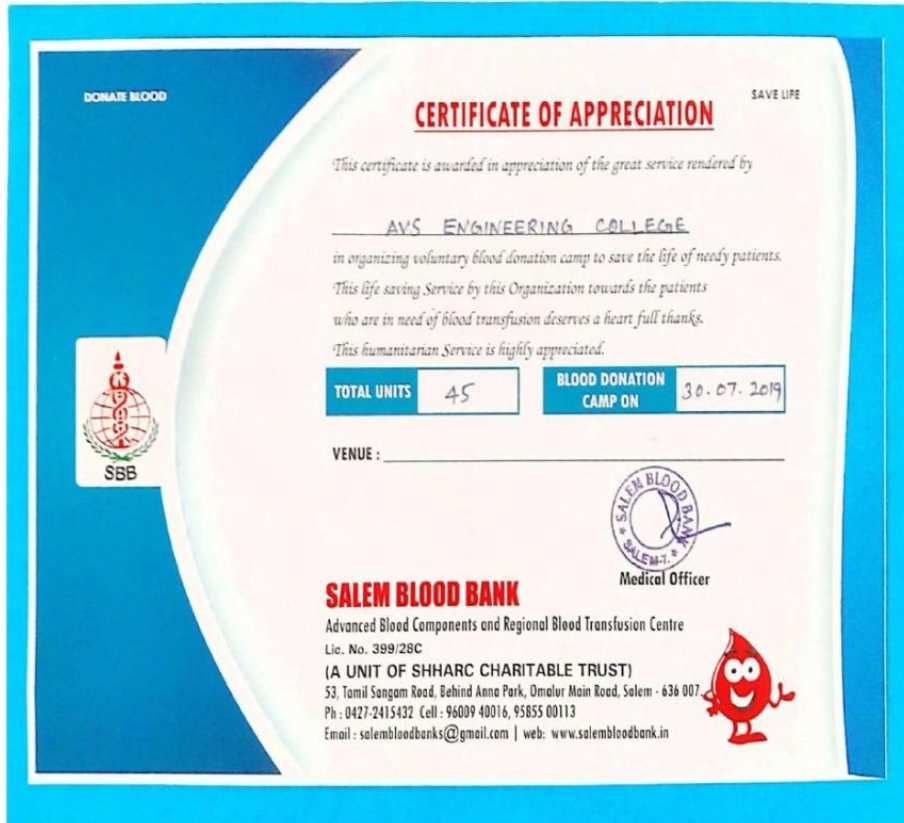 DONATE BLOOD
SAVE LIFE
CERTIFICATE OF APPRECIATION
This certificate is awarded in appreciation of the great service rendered by
AVS ENGINEERING COLLEGE
in organizing voluntary blood donation camp to save the life of needy patients.
This life saving Service by this Organization towards the patients
who are in need of blood transfusion deserves a heart full thanks.
This humanitarian Service is highly appreciated.
TOTAL UNITS 45
BLOOD DONATION
CAMP ON 30.07.2019
SBB
VENUE :
SALEM BLOOD BANK
SALEM-7.
Medical Officer
SALEM BLOOD BANK
Advanced Blood Components and Regional Blood Transfusion Centre
Lic. No. 399/28C
(A UNIT OF SHHARC CHARITABLE TRUST)
53, Tamil Sangam Road, Behind Anna Park, Omalur Main Road, Salem - 636 007.
Ph : 0427-2415432 Cell : 96009 40016, 95855 00113
Email : salembloodbanks@gmail.com | web: www.salembloodbank.in